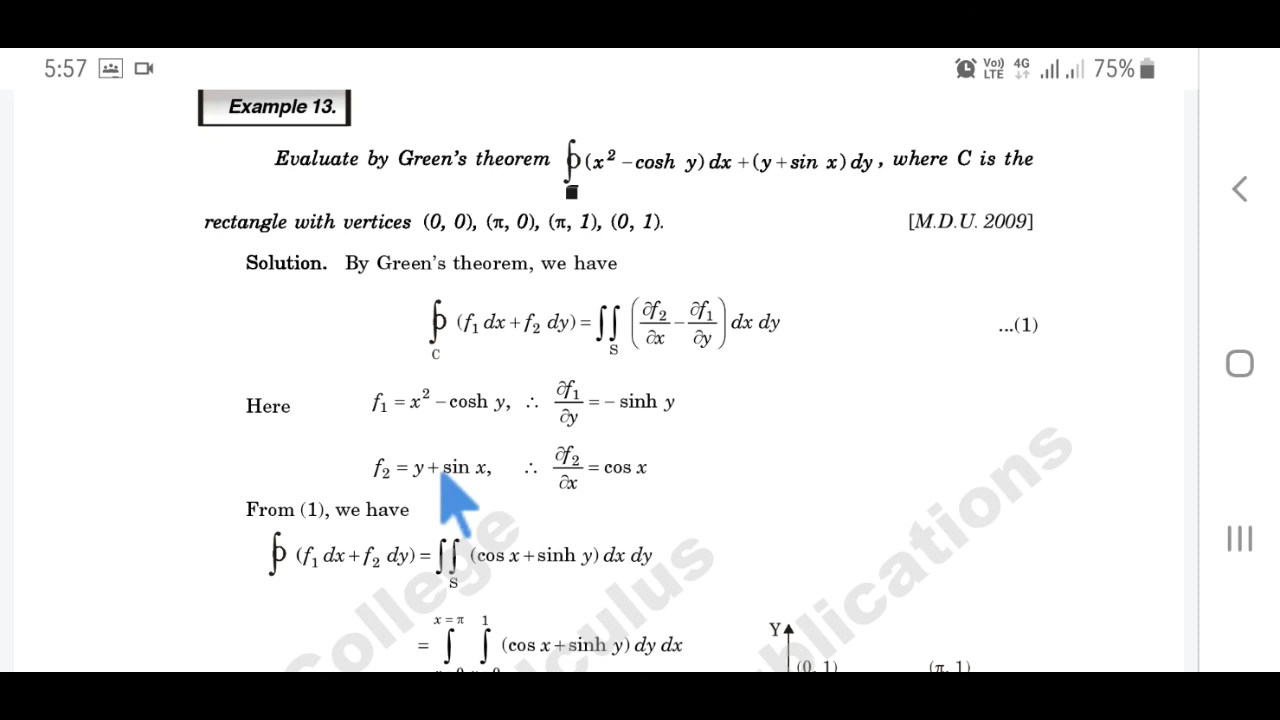 5:57 Vo) LTE 4G 75%
Example 13.
Evaluate by Green's theorem ∮ (x² – cosh y) dx + (y + sin x) dy, where C is the
rectangle with vertices (0, 0), (π, 0), (π, 1), (0, 1). [M.D.U. 2009]
Solution. By Green's theorem, we have
∮_C (f₁ dx + f₂ dy) = ∬_S (∂f₂/∂x – ∂f₁/∂y) dx dy ...(1)
Here f₁ = x² – cosh y, ∴ ∂f₁/∂y = – sinh y
f₂ = y + sin x, ∴ ∂f₂/∂x = cos x
From (1), we have
∮ (f₁ dx + f₂ dy) = ∬_S (cos x + sinh y) dx dy
x = π 1
= ∫ ∫ (cos x + sinh y) dy dx
Y
(0, 1) (π, 1)
College